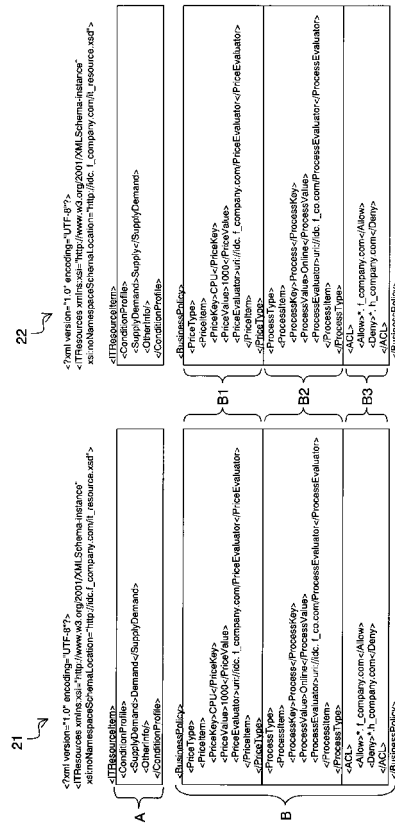 21
<?xml version="1.0" encoding="UTF-8"?>
<ITResources xmlns:xsi="http://www.w3.org/2001/XMLSchema-instance"
xsi:noNamespaceSchemaLocation="http://idc.f_company.com/it_resource.xsd">
<ITResourceItem>
A
<ConditionProfile>
<SupplyDemand>Demand</SupplyDemand>
<OtherInfo/>
</ConditionProfile>
B
<BusinessPolicy>
<PriceType>
<PriceItem>
<PriceKey>CPU</PriceKey>
<PriceValue>1000</PriceValue>
<PriceEvaluator>uri://idc. f_company.com/PriceEvaluator</PriceEvaluator>
</PriceItem>
</PriceType>
<ProcessType>
<ProcessItem>
<ProcessKey>Process</ProcessKey>
<ProcessValue>Online</ProcessValue>
<ProcessEvaluator>uri://idc. f_co.com/ProcessEvaluator</ProcessEvaluator>
</ProcessItem>
</ProcessType>
<ACL>
<Allow>*. f_company.com</Allow>
<Deny>*.h_company.com</Deny>
</ACL>
</BusinessPolicy>
22
<?xml version="1.0" encoding="UTF-8"?>
<ITResources xmlns:xsi="http://www.w3.org/2001/XMLSchema-instance"
xsi:noNamespaceSchemaLocation="http://idc. f_company.com/it_resource.xsd">
<ITResourceItem>
<ConditionProfile>
<SupplyDemand>Supply</SupplyDemand>
<OtherInfo/>
</ConditionProfile>
<BusinessPolicy>
B1
<PriceType>
<PriceItem>
<PriceKey>CPU</PriceKey>
<PriceValue>1000</PriceValue>
<PriceEvaluator>uri://idc. f_company.com/PriceEvaluator</PriceEvaluator>
</PriceItem>
</PriceType>
B2
<ProcessType>
<ProcessItem>
<ProcessKey>Process</ProcessKey>
<ProcessValue>Online</ProcessValue>
<ProcessEvaluator>uri://idc. f_co.com/ProcessEvaluator</ProcessEvaluator>
</ProcessItem>
</ProcessType>
B3
<ACL>
<Allow>*. f_company.com</Allow>
<Deny>*. h_company.com</Deny>
</ACL>
</BusinessPolicy>